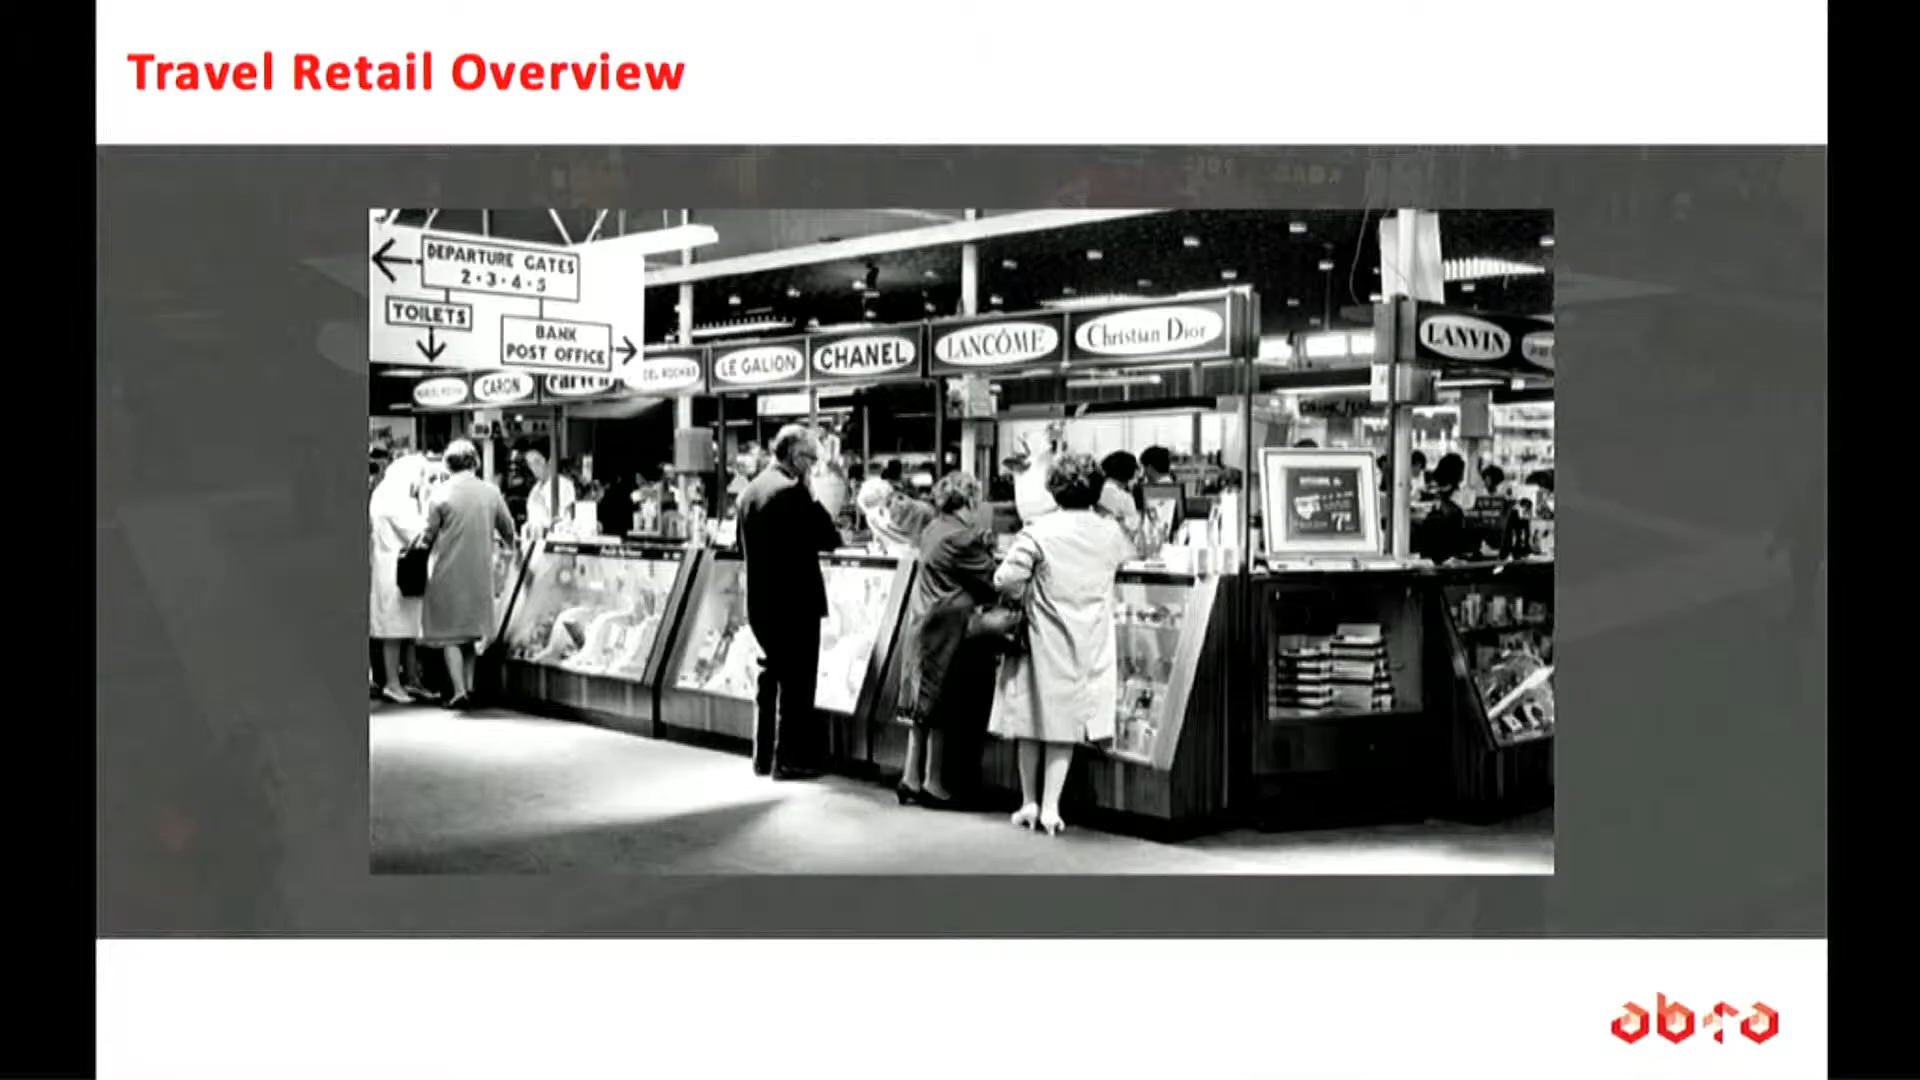 Travel Retail Overview
DEPARTURE GATES
2·3·4·5
TOILETS
BANK
POST OFFICE
CARON
LE GALION
CHANEL
LANCÔME
Christian Dior
LANVIN
abra